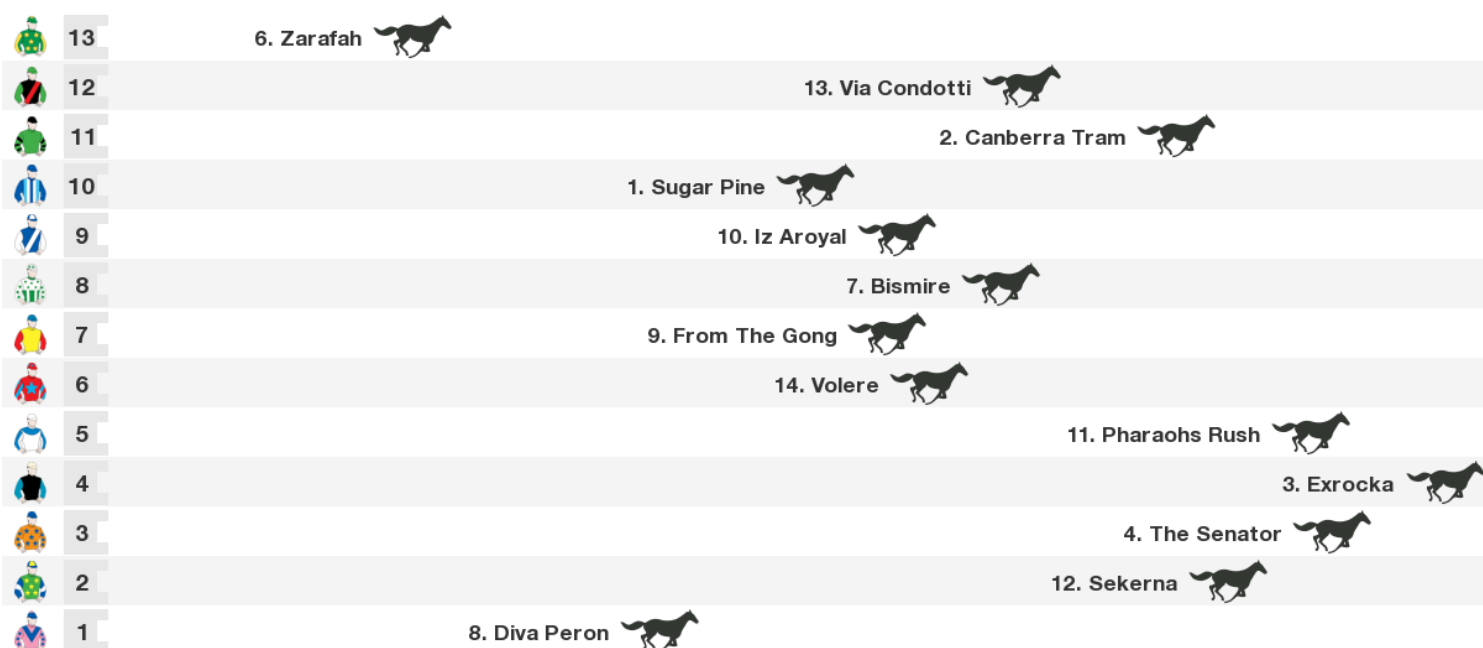 13 6. Zarafah
12 13. Via Condotti
11 2. Canberra Tram
10 1. Sugar Pine
9 10. Iz Aroyal
8 7. Bismire
7 9. From The Gong
6 14. Volere
5 11. Pharaohs Rush
4 3. Exrocka
3 4. The Senator
2 12. Sekerna
1 8. Diva Peron